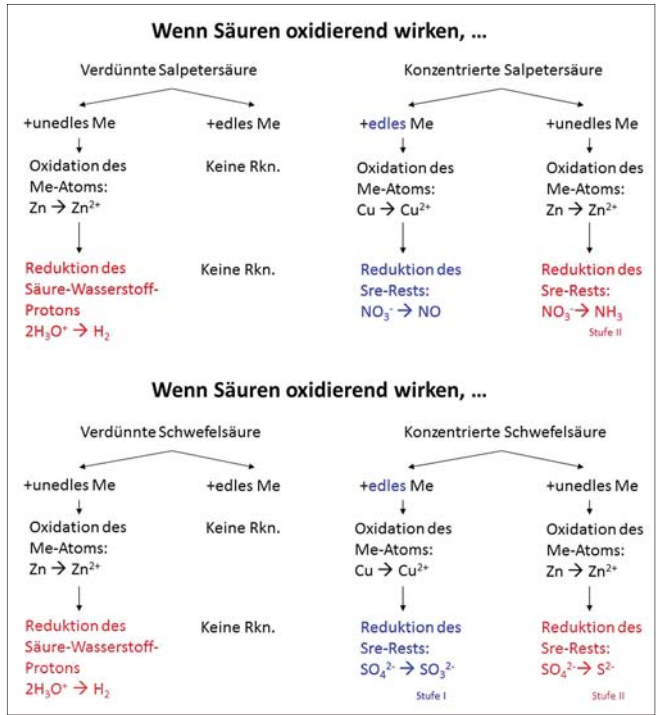 Wenn Säuren oxidierend wirken, ...
Verdünnte Salpetersäure
+unedles Me
Oxidation des
Me-Atoms:
Zn → Zn²⁺
Reduktion des
Säure-Wasserstoff-
Protons
2H₃O⁺ → H₂
+edles Me
Keine Rkn.
Keine Rkn.
Konzentrierte Salpetersäure
+edles Me
Oxidation des
Me-Atoms:
Cu → Cu²⁺
Reduktion des
Sre-Rests:
NO₃⁻ → NO
+unedles Me
Oxidation des
Me-Atoms:
Zn → Zn²⁺
Reduktion des
Sre-Rests:
NO₃⁻ → NH₃
Stufe II
Wenn Säuren oxidierend wirken, ...
Verdünnte Schwefelsäure
+unedles Me
Oxidation des
Me-Atoms:
Zn → Zn²⁺
Reduktion des
Säure-Wasserstoff-
Protons
2H₃O⁺ → H₂
+edles Me
Keine Rkn.
Keine Rkn.
Konzentrierte Schwefelsäure
+edles Me
Oxidation des
Me-Atoms:
Cu → Cu²⁺
Reduktion des
Sre-Rests:
SO₄²⁻ → SO₃²⁻
Stufe I
+unedles Me
Oxidation des
Me-Atoms:
Zn → Zn²⁺
Reduktion des
Sre-Rests:
SO₄²⁻ → S²⁻
Stufe II